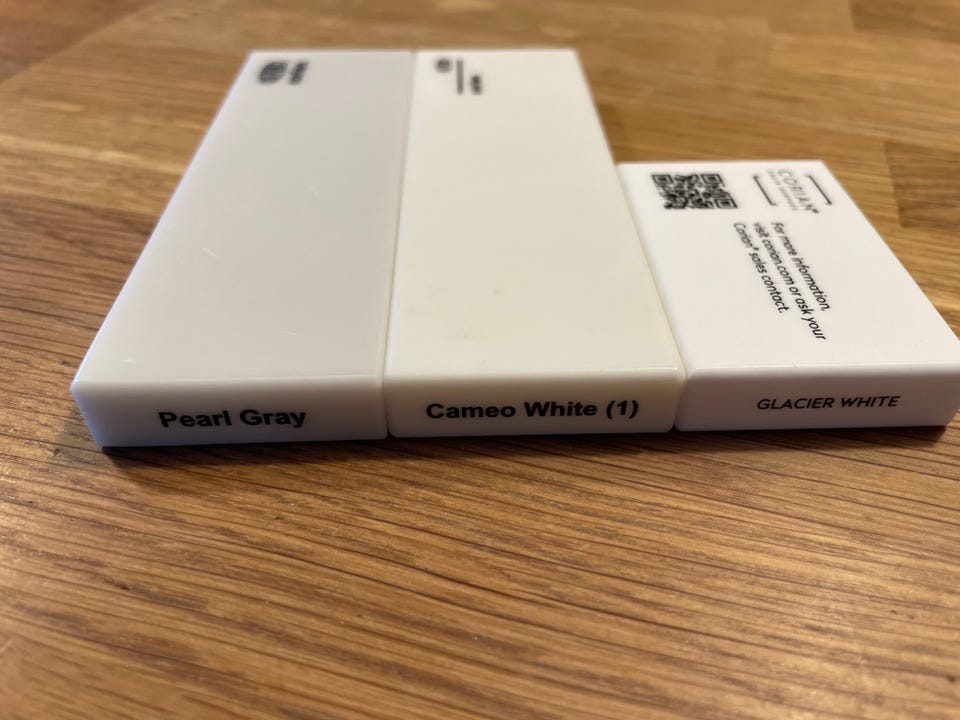 Pearl Gray
Cameo White (1)
GLACIER WHITE
CORIAN®
For more information,
visit corian.com or ask your
Corian® sales contact.